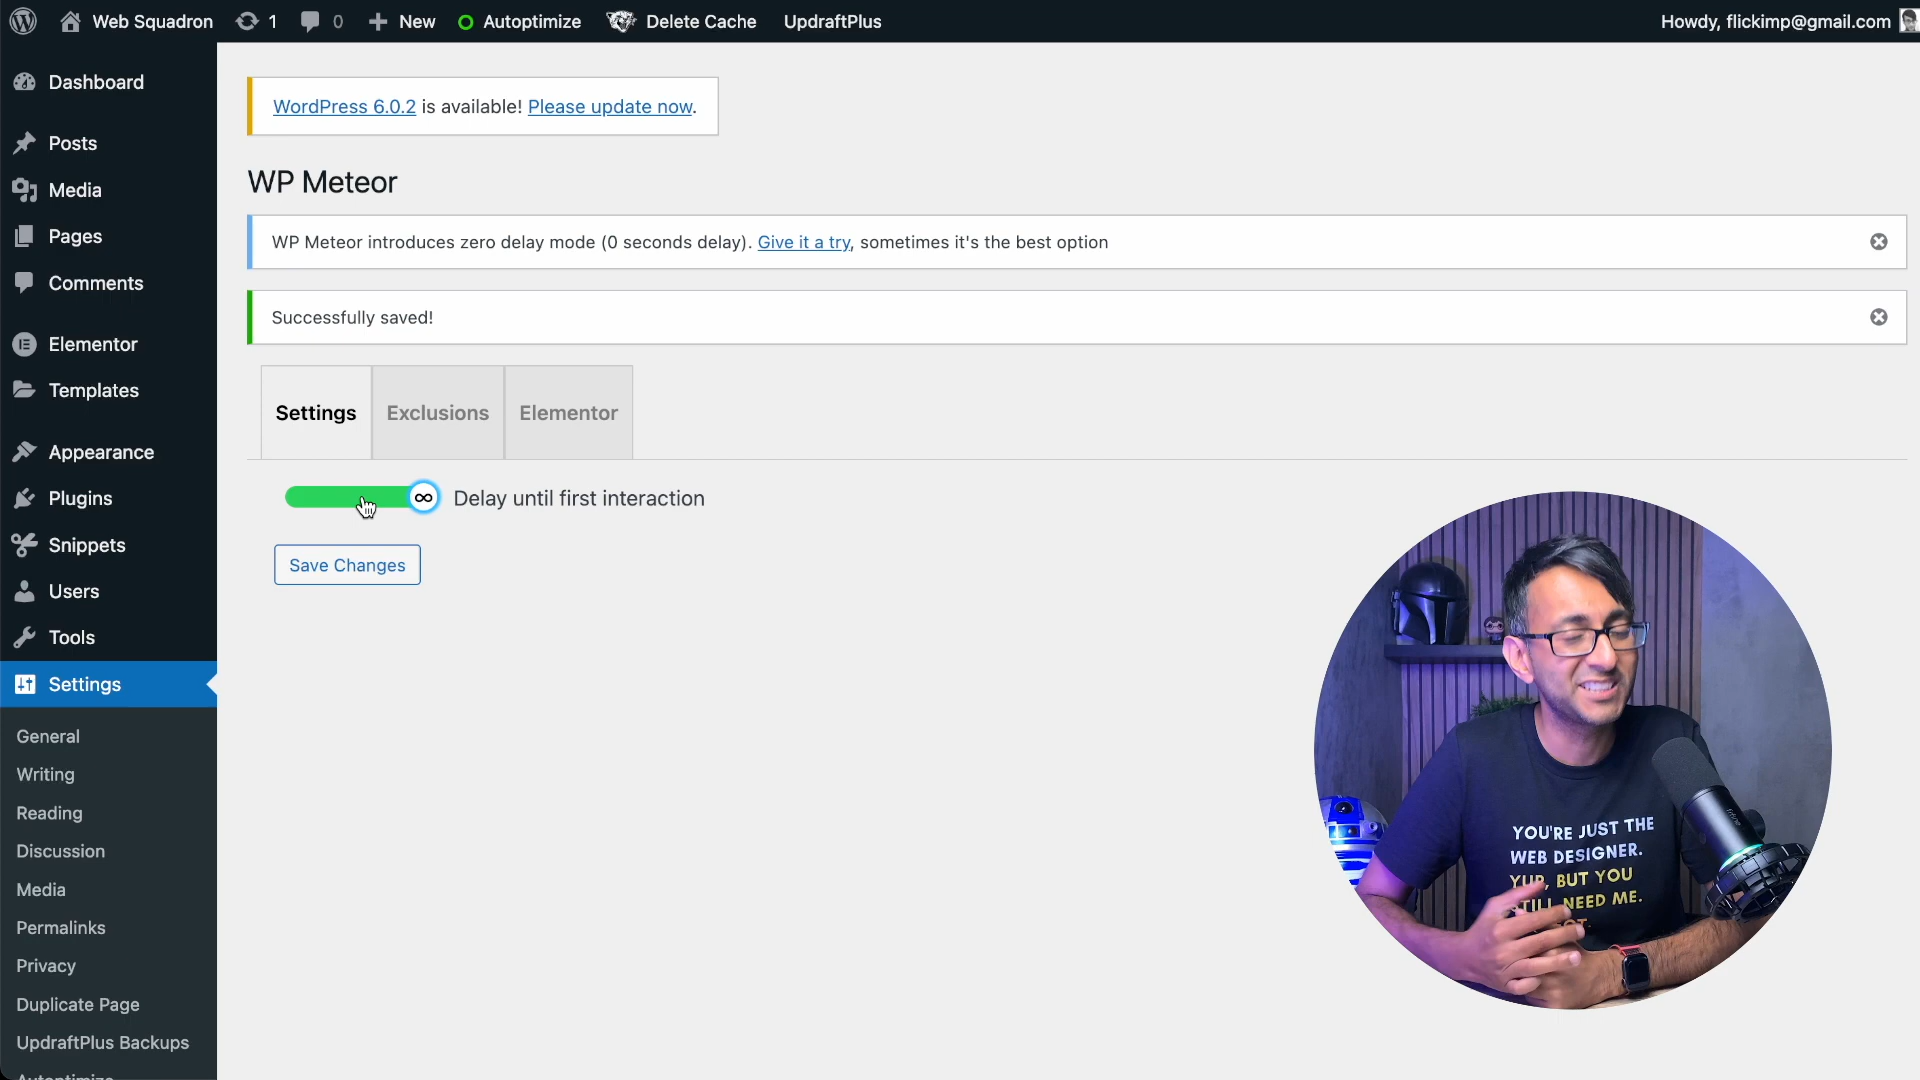 Web Squadron
1
0
New
Autoptimize
Delete Cache
UpdraftPlus
Howdy, flickimp@gmail.com
Dashboard
Posts
Media
Pages
Comments
Elementor
Templates
Appearance
Plugins
Snippets
Users
Tools
Settings
General
Writing
Reading
Discussion
Media
Permalinks
Privacy
Duplicate Page
UpdraftPlus Backups
Autoptimize
WordPress 6.0.2 is available! Please update now.
WP Meteor
WP Meteor introduces zero delay mode (0 seconds delay). Give it a try, sometimes it's the best option
Successfully saved!
Settings
Exclusions
Elementor
∞ Delay until first interaction
Save Changes
YOU'RE JUST THE
WEB DESIGNER.
YUP, BUT YOU
STILL NEED ME.